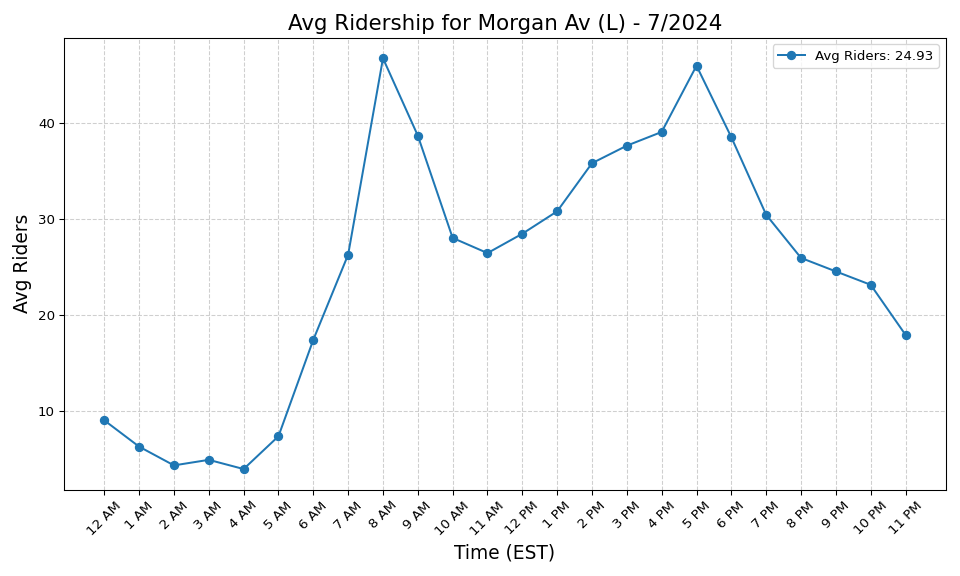 Avg Ridership for Morgan Av (L) - 7/2024
Avg Riders: 24.93
Avg Riders
40
30
20
10
12 AM
1 AM
2 AM
3 AM
4 AM
5 AM
6 AM
7 AM
8 AM
9 AM
10 AM
11 AM
12 PM
1 PM
2 PM
3 PM
4 PM
5 PM
6 PM
7 PM
8 PM
9 PM
10 PM
11 PM
Time (EST)